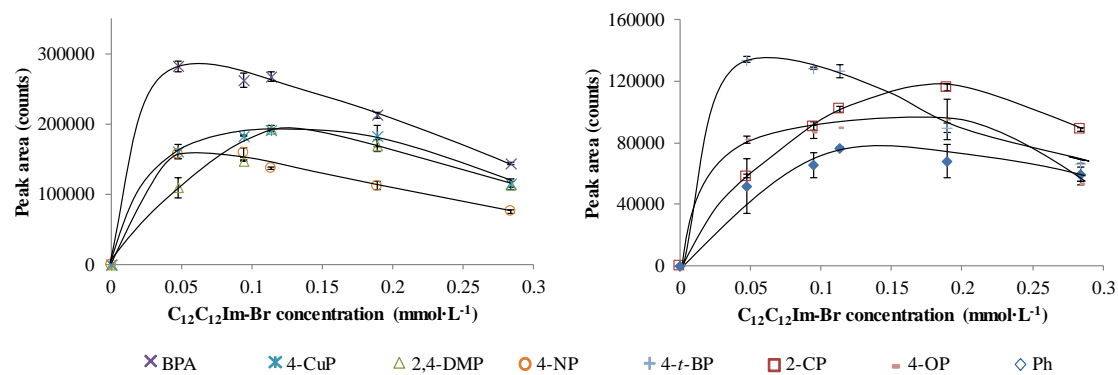 Peak area (counts)
300000
200000
100000
0
0 0.05 0.1 0.15 0.2 0.25 0.3
C₁₂C₁₂Im-Br concentration (mmol·L⁻¹)
Peak area (counts)
160000
120000
80000
40000
0
0 0.05 0.1 0.15 0.2 0.25 0.3
C₁₂C₁₂Im-Br concentration (mmol·L⁻¹)
BPA 4-CuP 2,4-DMP 4-NP 4-t-BP 2-CP 4-OP Ph